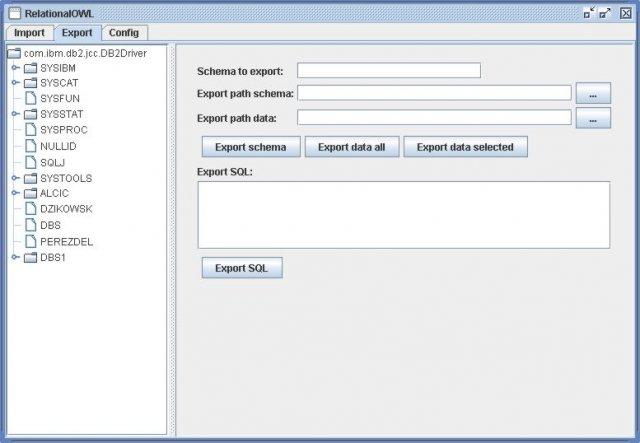 RelationalOWL
Import Export Config
com.ibm.db2.jcc.DB2Driver
SYSIBM
SYSCAT
SYSFUN
SYSSTAT
SYSPROC
NULLID
SQLJ
SYSTOOLS
ALCIC
DZIKOWSK
DBS
PEREZDEL
DBS1
Schema to export:
Export path schema: ...
Export path data: ...
Export schema Export data all Export data selected
Export SQL:
Export SQL